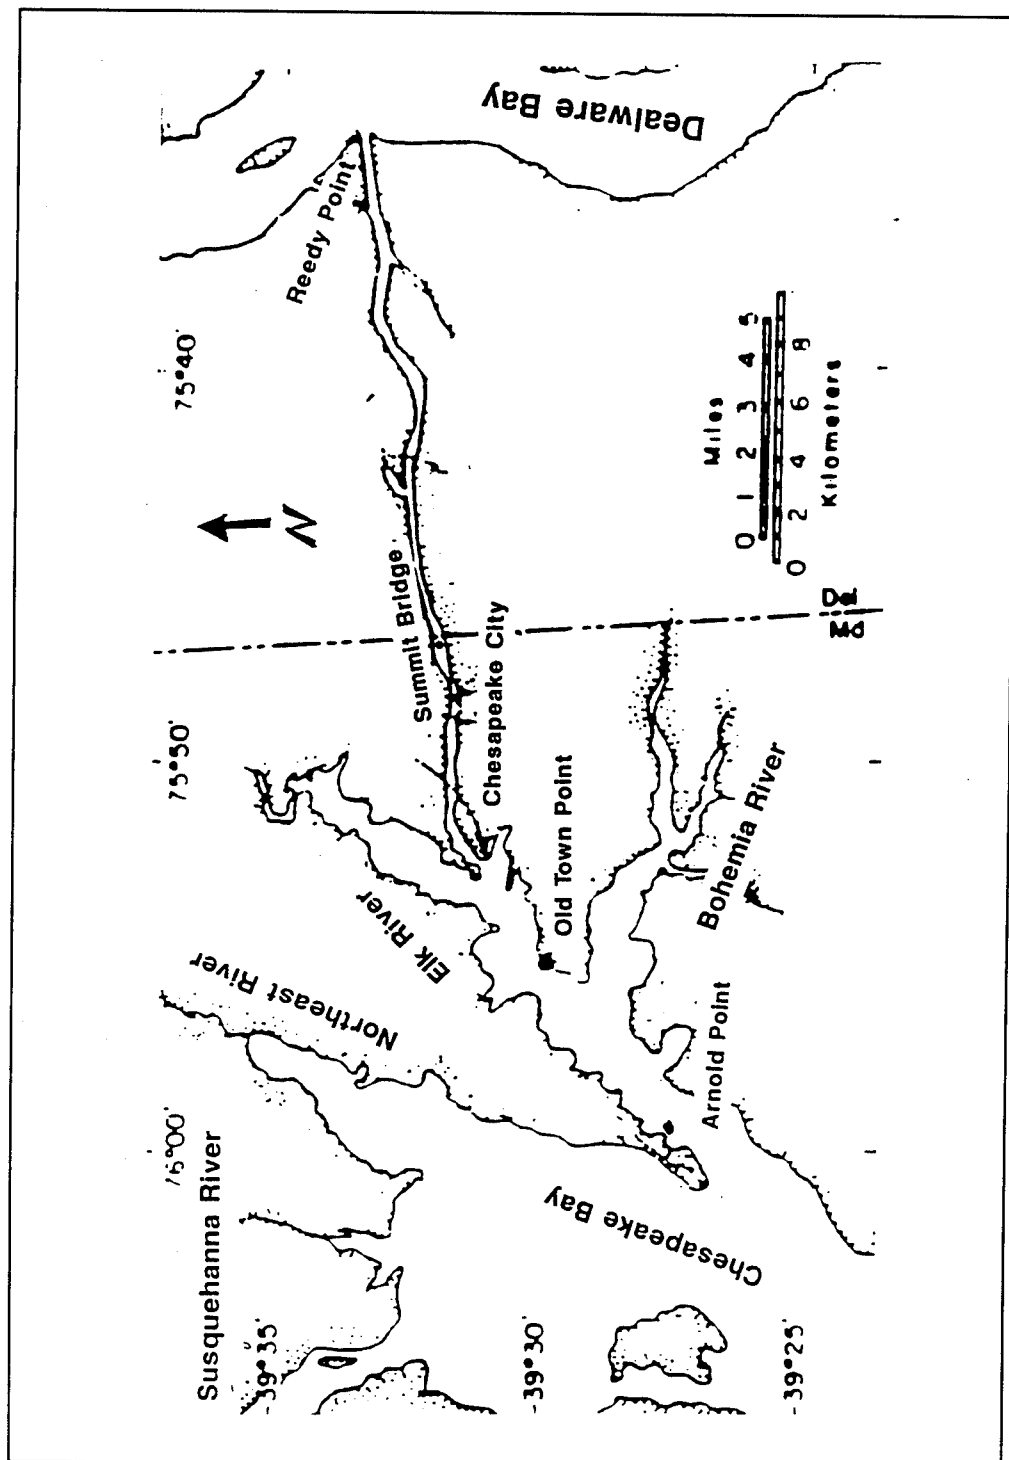 Susquehanna River
Northeast River
Elk River
Summit Bridge
Reedy Point
Dealware Bay
Chesapeake City
Old Town Point
Bohemia River
Arnold Point
Chesapeake Bay
76°00'
75°50'
75°40'
39°35'
39°30'
39°25'
N
Del
Md
Miles
0 1 2 3 4 5
0 2 4 6 8
Kilometers